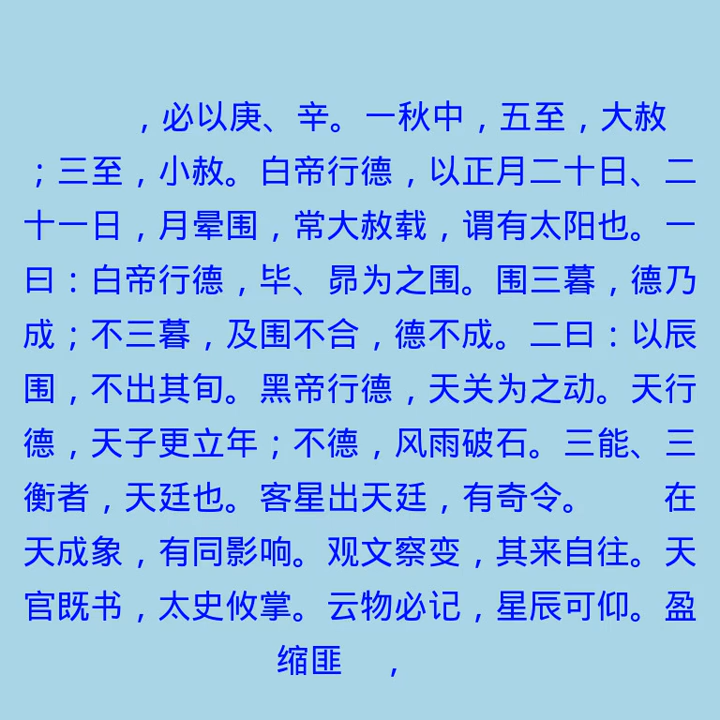 ，必以庚、辛。一秋中，五至，大赦
；三至，小赦。白帝行德，以正月二十日、二
十一日，月晕围，常大赦载，谓有太阳也。一
曰：白帝行德，毕、昴为之围。围三暮，德乃
成；不三暮，及围不合，德不成。二曰：以辰
围，不出其旬。黑帝行德，天关为之动。天行
德，天子更立年；不德，风雨破石。三能、三
衡者，天廷也。客星出天廷，有奇令。 在
天成象，有同影响。观文察变，其来自往。天
官既书，太史攸掌。云物必记，星辰可仰。盈
缩匪 ，